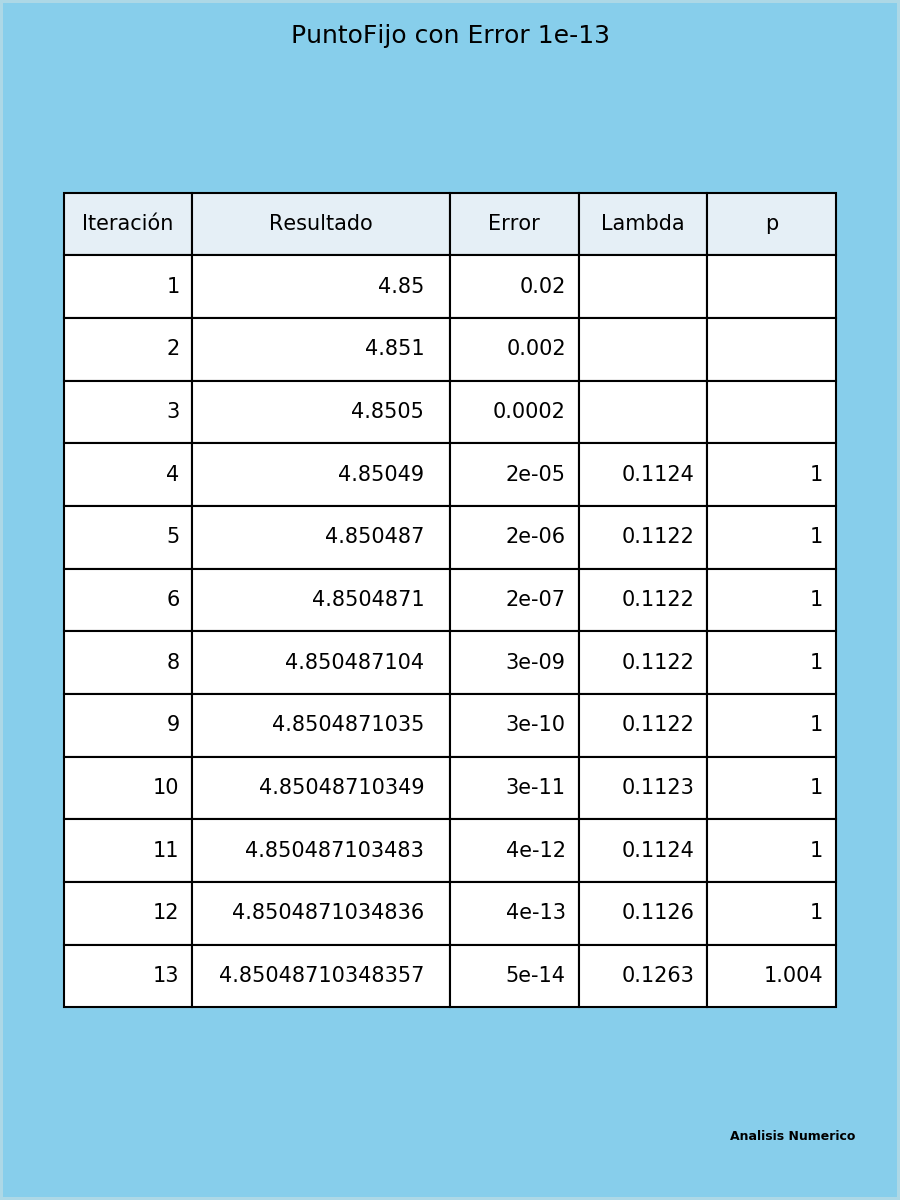 PuntoFijo con Error 1e-13
Iteración Resultado Error Lambda p
1 4.85 0.02
2 4.851 0.002
3 4.8505 0.0002
4 4.85049 2e-05 0.1124 1
5 4.850487 2e-06 0.1122 1
6 4.8504871 2e-07 0.1122 1
8 4.850487104 3e-09 0.1122 1
9 4.8504871035 3e-10 0.1122 1
10 4.85048710349 3e-11 0.1123 1
11 4.850487103483 4e-12 0.1124 1
12 4.8504871034836 4e-13 0.1126 1
13 4.85048710348357 5e-14 0.1263 1.004
Analisis Numerico